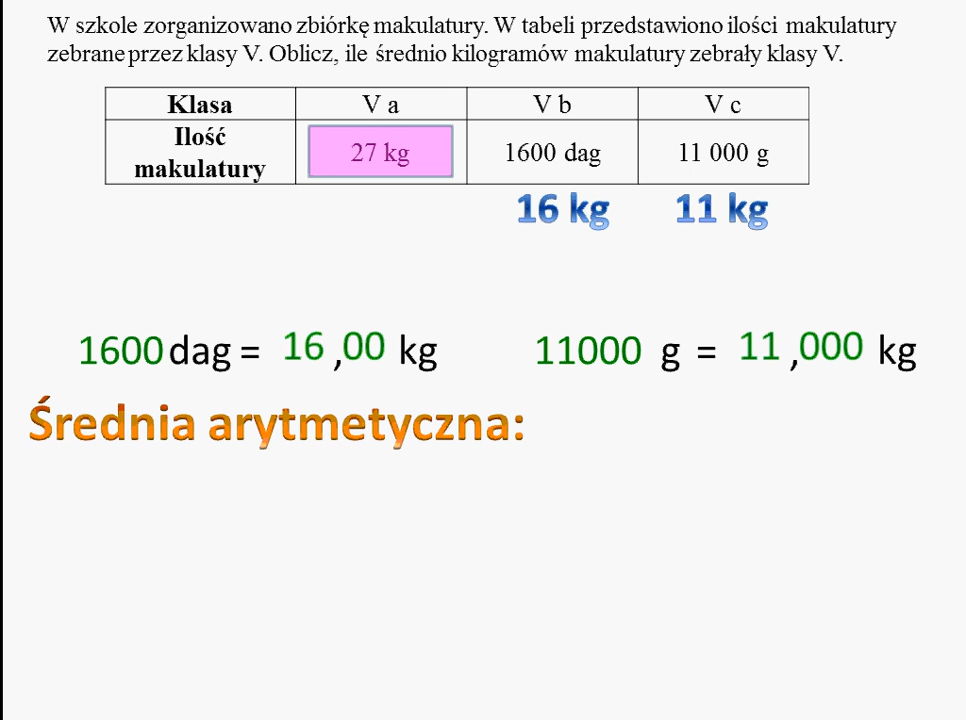 W szkole zorganizowano zbiórkę makulatury. W tabeli przedstawiono ilości makulatury
zebrane przez klasy V. Oblicz, ile średnio kilogramów makulatury zebrały klasy V.
Klasa V a V b V c
Ilość makulatury 27 kg 1600 dag 11 000 g
16 kg 11 kg
1600 dag = 16 ,00 kg 11000 g = 11 ,000 kg
Średnia arytmetyczna: